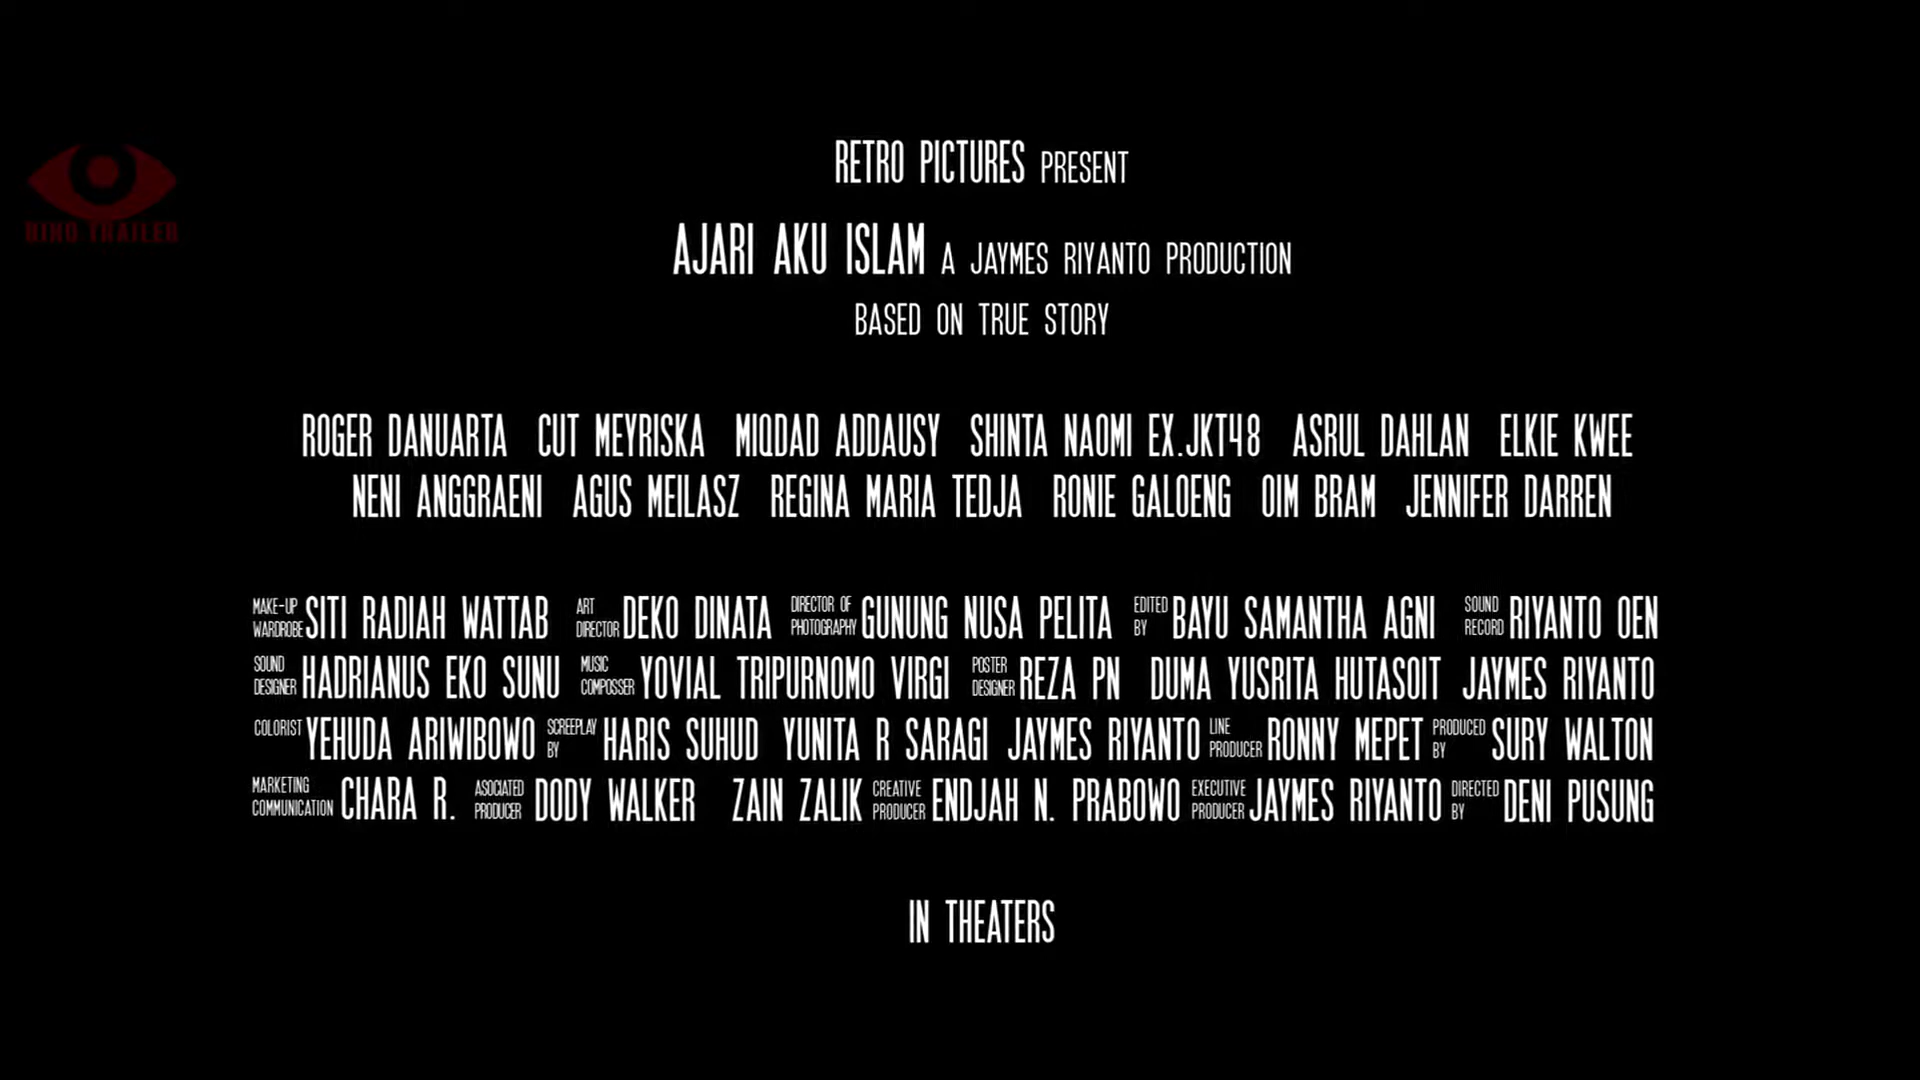 RETRO PICTURES PRESENT
AJARI AKU ISLAM A JAYMES RIYANTO PRODUCTION
BASED ON TRUE STORY
ROGER DANUARTA CUT MEYRISKA MIQDAD ADDAUSY SHINTA NAOMI EX.JKT48 ASRUL DAHLAN ELKIE KWEE
NENI ANGGRAENI AGUS MEILASZ REGINA MARIA TEDJA RONIE GALOENG OIM BRAM JENNIFER DARREN
MAKE-UP WARDROBE SITI RADIAH WATTAB ART DIRECTOR DEKO DINATA DIRECTOR OF PHOTOGRAPHY GUNUNG NUSA PELITA EDITED BY BAYU SAMANTHA AGNI SOUND RECORD RIYANTO OEN
SOUND DESIGNER HADRIANUS EKO SUNU MUSIC COMPOSSER YOVIAL TRIPURNOMO VIRGI POSTER DESIGNER REZA PN DUMA YUSRITA HUTASOIT JAYMES RIYANTO
COLORIST YEHUDA ARIWIBOWO SCREEPLAY BY HARIS SUHUD YUNITA R SARAGI JAYMES RIYANTO LINE PRODUCER RONNY MEPET PRODUCED BY SURY WALTON
MARKETING COMMUNICATION CHARA R. ASOCIATED PRODUCER DODY WALKER ZAIN ZALIK CREATIVE PRODUCER ENDJAH N. PRABOWO EXECUTIVE PRODUCER JAYMES RIYANTO DIRECTED BY DENI PUSUNG
IN THEATERS
TRAILER